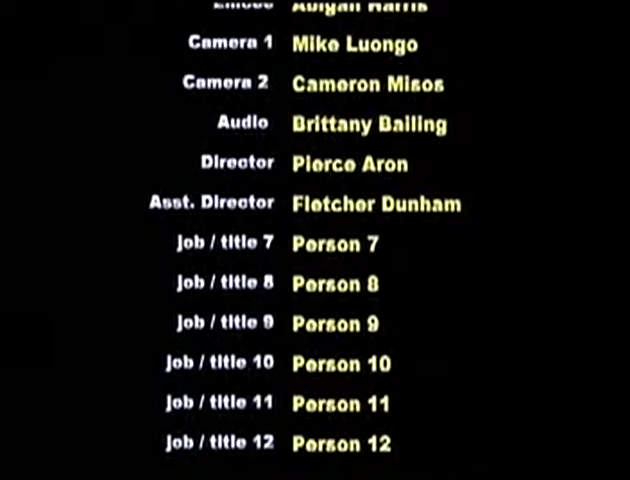 Abigail Harris
Camera 1 Mike Luongo
Camera 2 Cameron Misos
Audio Brittany Bailing
Director Pierce Aron
Asst. Director Fletcher Dunham
Job / title 7 Person 7
Job / title 8 Person 8
Job / title 9 Person 9
Job / title 10 Person 10
Job / title 11 Person 11
Job / title 12 Person 12